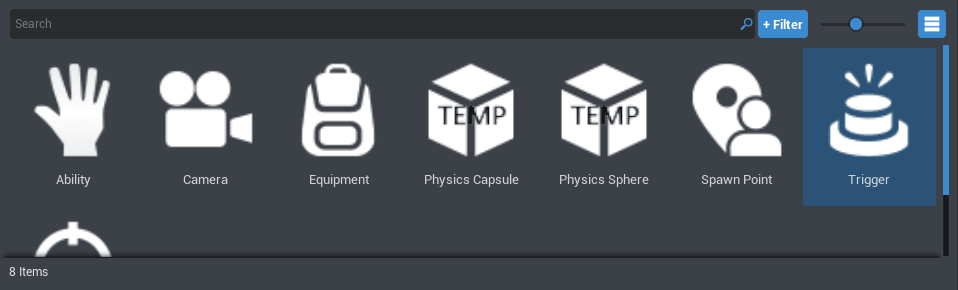 Search
+ Filter
TEMP
TEMP
Ability
Camera
Equipment
Physics Capsule
Physics Sphere
Spawn Point
Trigger
8 Items